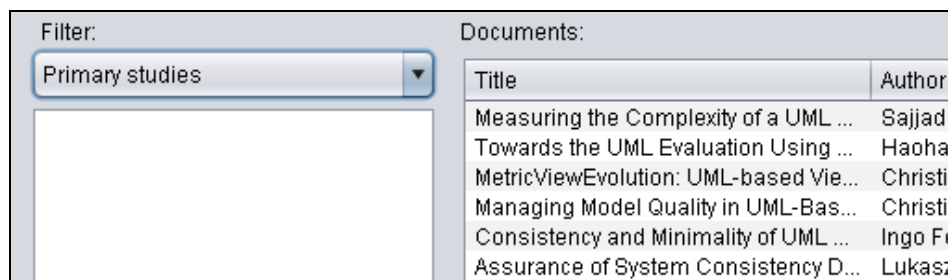 Filter:
Documents:
Primary studies
Title
Author
Measuring the Complexity of a UML ...
Sajjad
Towards the UML Evaluation Using ...
Haoha
MetricViewEvolution: UML-based Vie...
Christi
Managing Model Quality in UML-Bas...
Christi
Consistency and Minimality of UML ...
Ingo Fe
Assurance of System Consistency D...
Lukasz